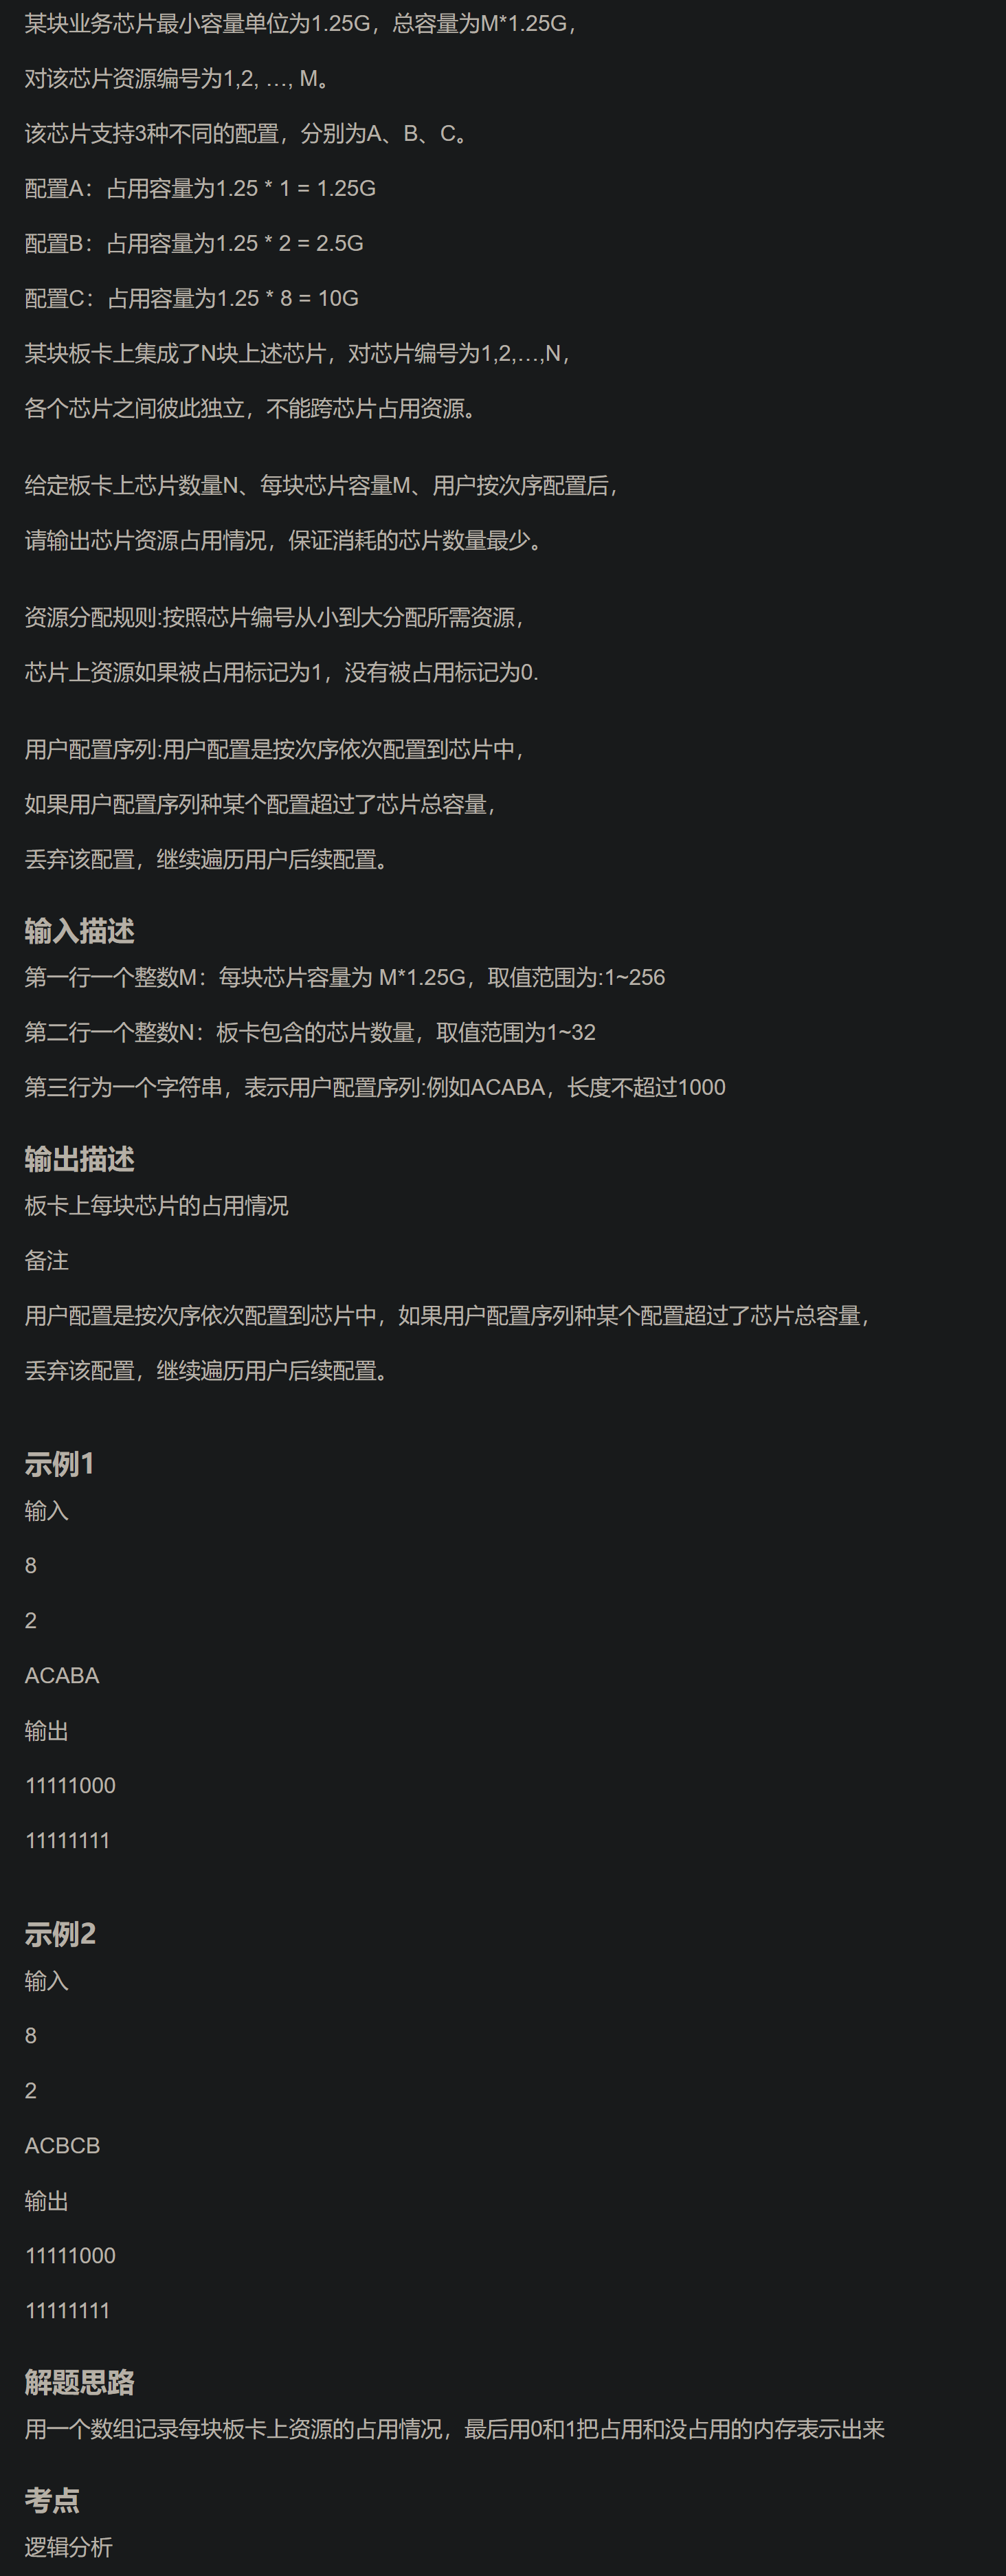 某块业务芯片最小容量单位为1.25G，总容量为M*1.25G，
对该芯片资源编号为1,2, …, M。
该芯片支持3种不同的配置，分别为A、B、C。
配置A：占用容量为1.25 * 1 = 1.25G
配置B：占用容量为1.25 * 2 = 2.5G
配置C：占用容量为1.25 * 8 = 10G
某块板卡上集成了N块上述芯片，对芯片编号为1,2,…,N，
各个芯片之间彼此独立，不能跨芯片占用资源。
给定板卡上芯片数量N、每块芯片容量M、用户按次序配置后，
请输出芯片资源占用情况，保证消耗的芯片数量最少。
资源分配规则:按照芯片编号从小到大分配所需资源，
芯片上资源如果被占用标记为1，没有被占用标记为0.
用户配置序列:用户配置是按次序依次配置到芯片中，
如果用户配置序列种某个配置超过了芯片总容量，
丢弃该配置，继续遍历用户后续配置。
输入描述
第一行一个整数M：每块芯片容量为 M*1.25G，取值范围为:1~256
第二行一个整数N：板卡包含的芯片数量，取值范围为1~32
第三行为一个字符串，表示用户配置序列:例如ACABA，长度不超过1000
输出描述
板卡上每块芯片的占用情况
备注
用户配置是按次序依次配置到芯片中，如果用户配置序列种某个配置超过了芯片总容量，
丢弃该配置，继续遍历用户后续配置。
示例1
输入
8
2
ACABA
输出
11111000
11111111
示例2
输入
8
2
ACBCB
输出
11111000
11111111
解题思路
用一个数组记录每块板卡上资源的占用情况，最后用0和1把占用和没占用的内存表示出来
考点
逻辑分析